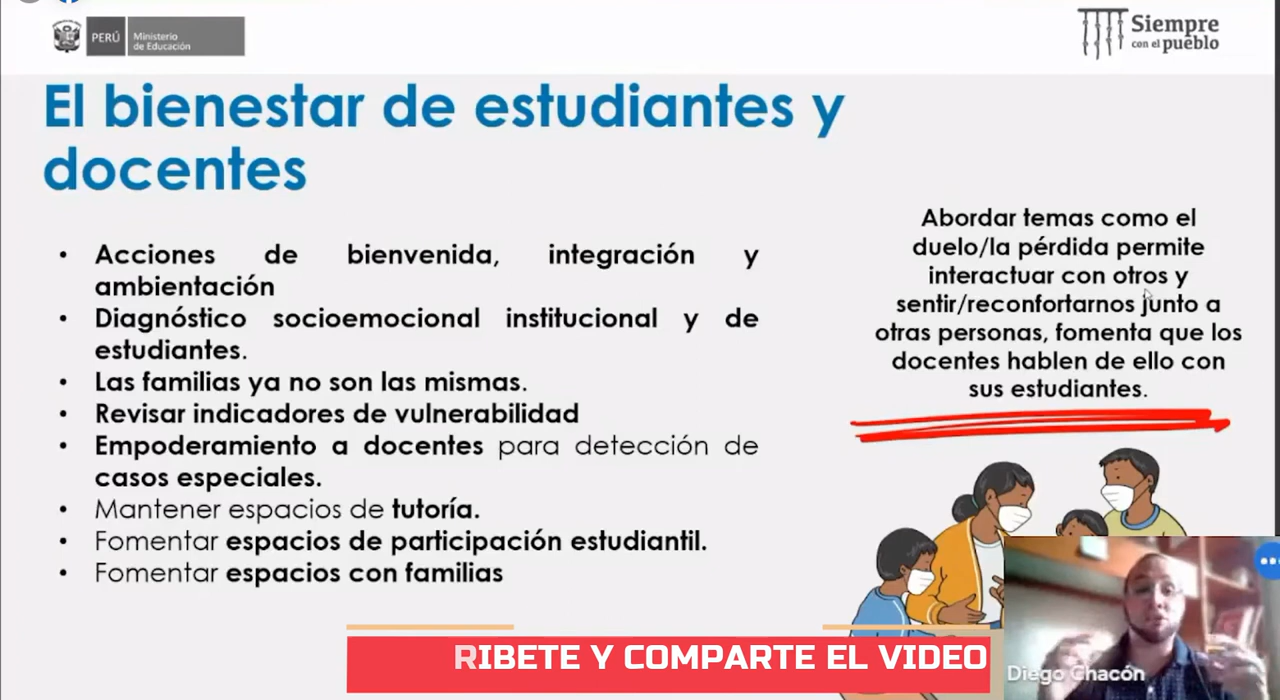 PERÚ
Ministerio
de Educación
Siempre
con el pueblo
El bienestar de estudiantes y
docentes
• Acciones de bienvenida, integración y
ambientación
• Diagnóstico socioemocional institucional y de
estudiantes.
• Las familias ya no son las mismas.
• Revisar indicadores de vulnerabilidad
• Empoderamiento a docentes para detección de
casos especiales.
• Mantener espacios de tutoría.
• Fomentar espacios de participación estudiantil.
• Fomentar espacios con familias
Abordar temas como el
duelo/la pérdida permite
interactuar con otros y
sentir/reconfortarnos junto a
otras personas, fomenta que los
docentes hablen de ello con
sus estudiantes.
RIBETE Y COMPARTE EL VIDEO
Diego Chacón